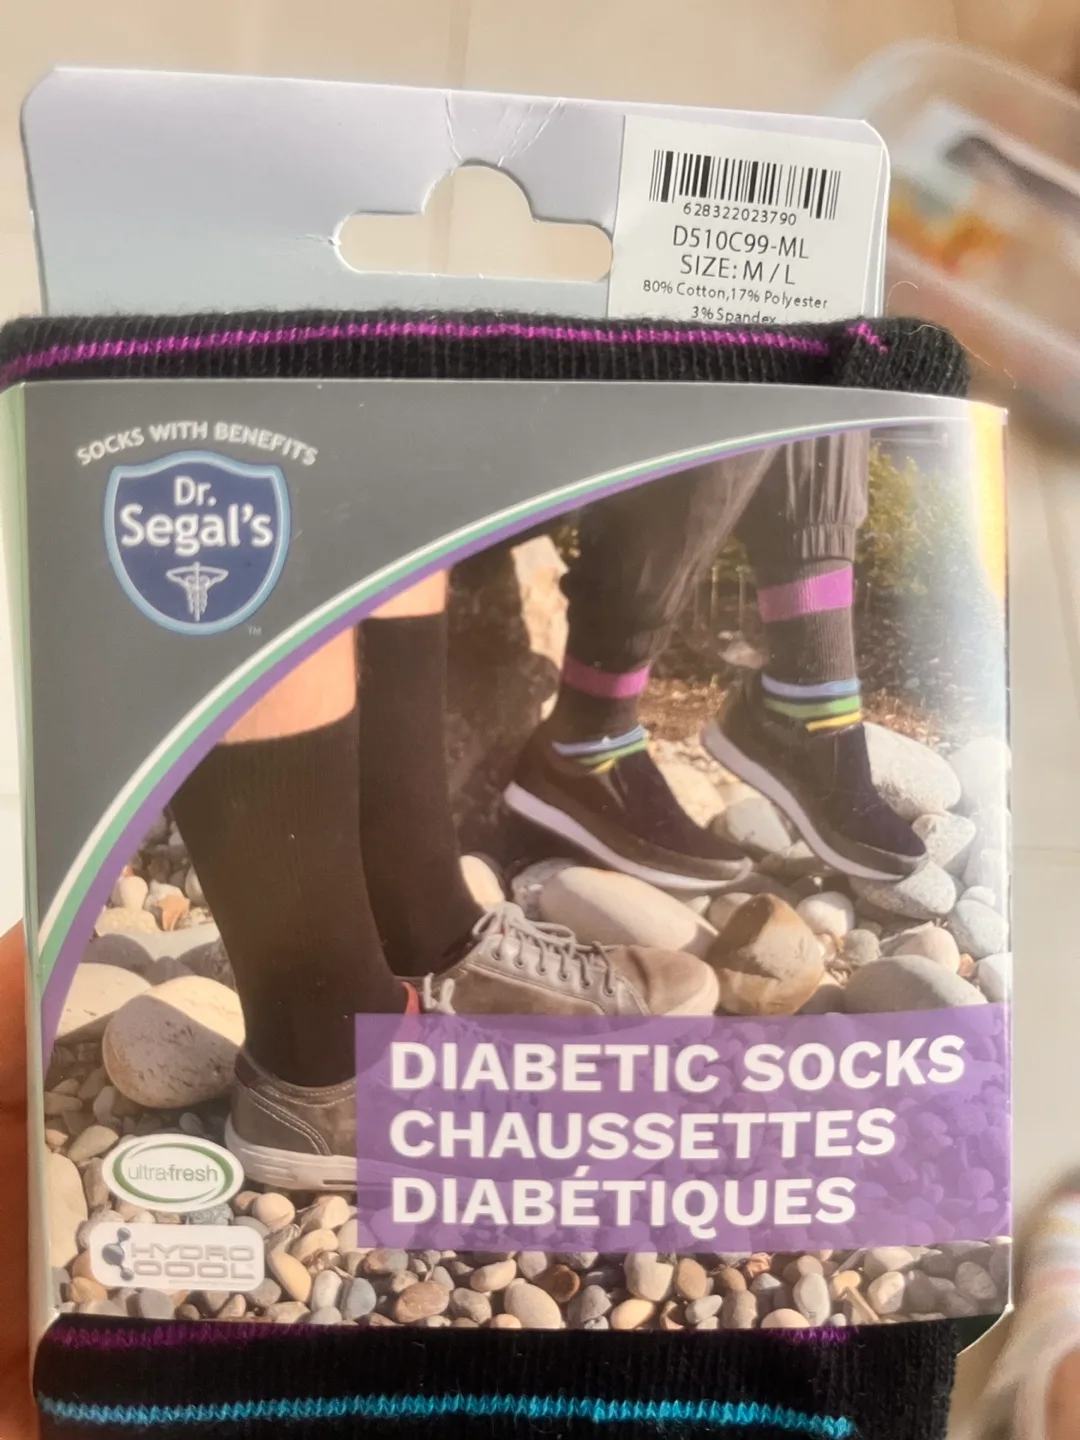 628322023790
D510C99-ML
SIZE: M / L
80% Cotton,17% Polyester
3% Spandex
SOCKS WITH BENEFITS
Dr.
Segal's
TM
DIABETIC SOCKS
CHAUSSETTES
DIABÉTIQUES
ultra-fresh
HYDRO
COOL